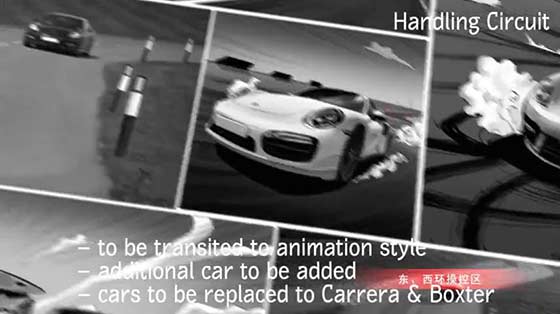 Handling Circuit
– to be transited to animation style
– additional car to be added
东、西环操控区
– cars to be replaced to Carrera & Boxter